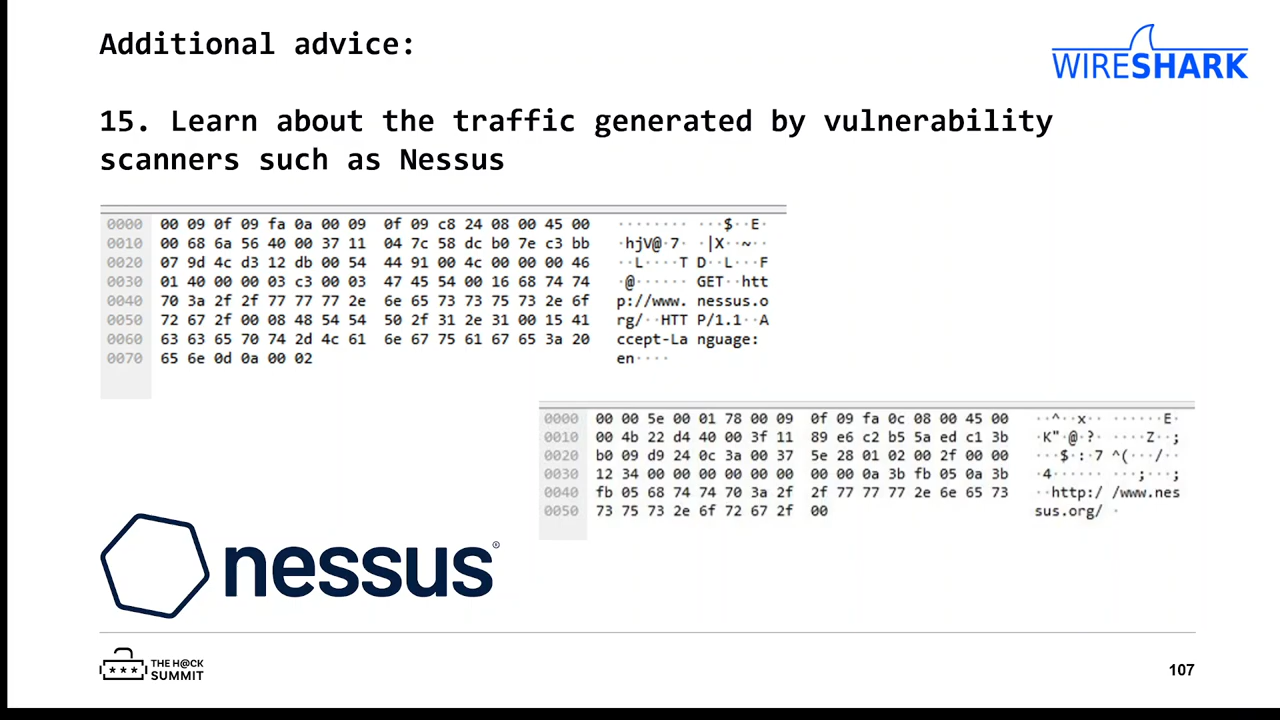 Additional advice:
WIRESHARK
15. Learn about the traffic generated by vulnerability
scanners such as Nessus
0000 00 09 0f 09 fa 0a 00 09 0f 09 c8 24 08 00 45 00 ········ ···$··E·
0010 00 68 6a 56 40 00 37 11 04 7c 58 dc b0 7e c3 bb ·hjV@·7· ·|X··~··
0020 07 9d 4c d3 12 db 00 54 44 91 00 4c 00 00 00 46 ··L····T D··L···F
0030 01 40 00 00 03 c3 00 03 47 45 54 00 16 68 74 74 ·@······ GET··htt
0040 70 3a 2f 2f 77 77 77 2e 6e 65 73 73 75 73 2e 6f p://www. nessus.o
0050 72 67 2f 00 08 48 54 54 50 2f 31 2e 31 00 15 41 rg/··HTT P/1.1··A
0060 63 63 65 70 74 2d 4c 61 6e 67 75 61 67 65 3a 20 ccept-La nguage:
0070 65 6e 0d 0a 00 02 en····
0000 00 00 5e 00 01 78 00 09 0f 09 fa 0c 08 00 45 00 ··^··x·· ······E·
0010 00 4b 22 d4 40 00 3f 11 89 e6 c2 b5 5a ed c1 3b ·K"·@·?· ····Z··;
0020 b0 09 d9 24 0c 3a 00 37 5e 28 01 02 00 2f 00 00 ···$·:·7 ^(···/··
0030 12 34 00 00 00 00 00 00 00 00 0a 3b fb 05 0a 3b ·4······ ···;···;
0040 fb 05 68 74 74 70 3a 2f 2f 77 77 77 2e 6e 65 73 ··http:/ /www.nes
0050 73 75 73 2e 6f 72 67 2f 00 sus.org/ ·
nessus®
THE H@CK
SUMMIT
107